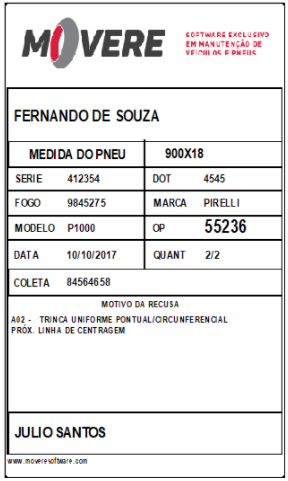 MOVERE
SOFTWARE EXCLUSIVO
EM MANUTENÇÃO DE
VEICULOS E PNEUS
FERNANDO DE SOUZA
MEDIDA DO PNEU 900X18
SERIE 412354 DOT 4545
FOGO 9845275 MARCA PIRELLI
MODELO P1000 OP 55236
DATA 10/10/2017 QUANT 2/2
COLETA 84564658
MOTIVO DA RECUSA
A02 - TRINCA UNIFORME PONTUAL/CIRCUNFERENCIAL
PRÓX. LINHA DE CENTRAGEM
JULIO SANTOS
www.moveresoftware.com